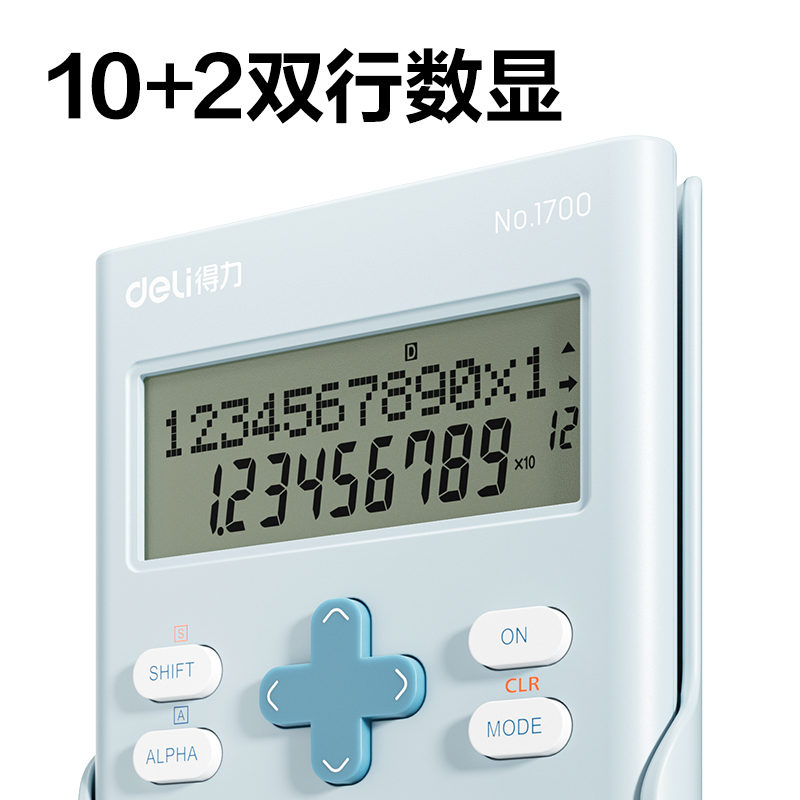 10+2双行数显
No.1700
deli得力
D
1234567890x1
1.23456789×10 12
S
SHIFT
ON
CLR
A
ALPHA
MODE